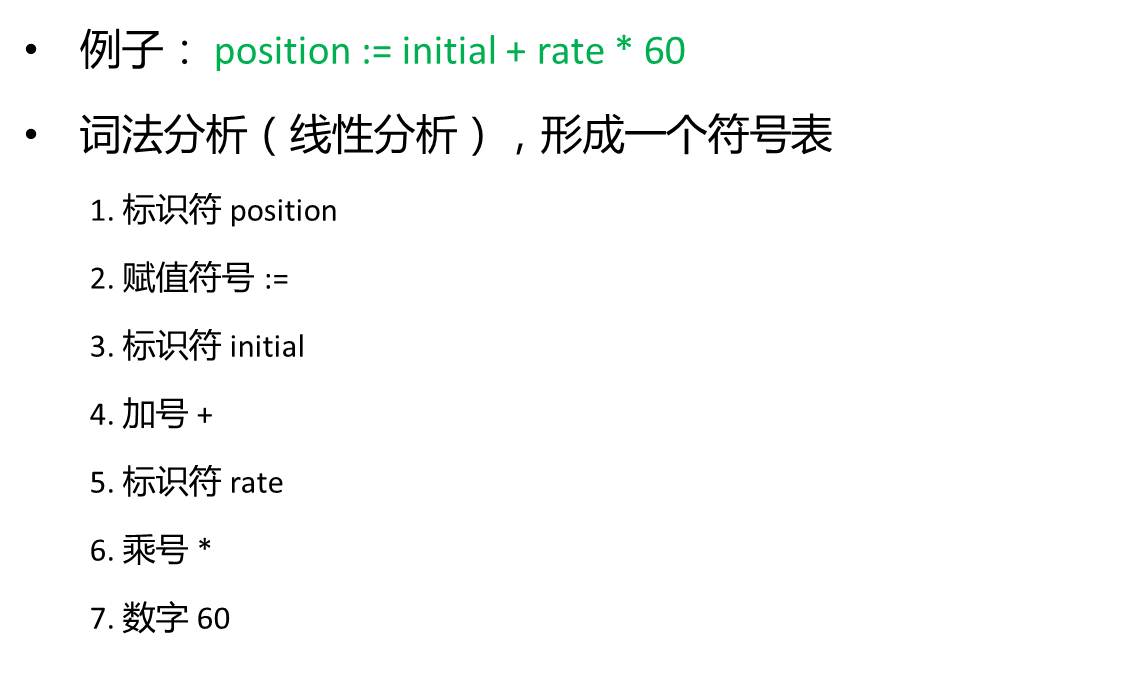 • 例子： position := initial + rate * 60
• 词法分析（线性分析），形成一个符号表
1. 标识符 position
2. 赋值符号 :=
3. 标识符 initial
4. 加号 +
5. 标识符 rate
6. 乘号 *
7. 数字 60